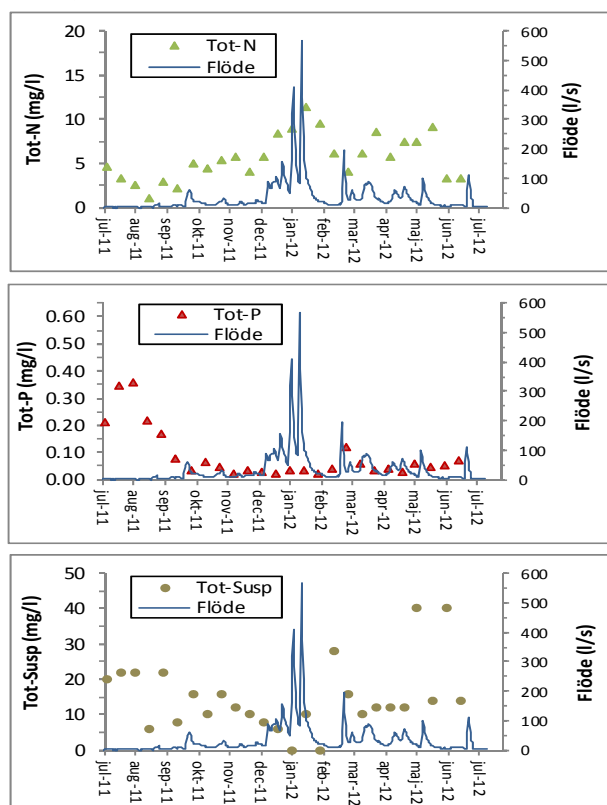 Tot-N
Flöde
Tot-N (mg/l)
20
15
10
5
0
600
500
400
300
200
100
0
Flöde (l/s)
jul-11
aug-11
sep-11
okt-11
nov-11
dec-11
jan-12
feb-12
mar-12
apr-12
maj-12
jun-12
jul-12
Tot-P
Flöde
Tot-P (mg/l)
0.60
0.50
0.40
0.30
0.20
0.10
0.00
600
500
400
300
200
100
0
Flöde (l/s)
jul-11
aug-11
sep-11
okt-11
nov-11
dec-11
jan-12
feb-12
mar-12
apr-12
maj-12
jun-12
jul-12
Tot-Susp
Flöde
Tot-Susp (mg/l)
50
40
30
20
10
0
600
500
400
300
200
100
0
Flöde (l/s)
jul-11
aug-11
sep-11
okt-11
nov-11
dec-11
jan-12
feb-12
mar-12
apr-12
maj-12
jun-12
jul-12